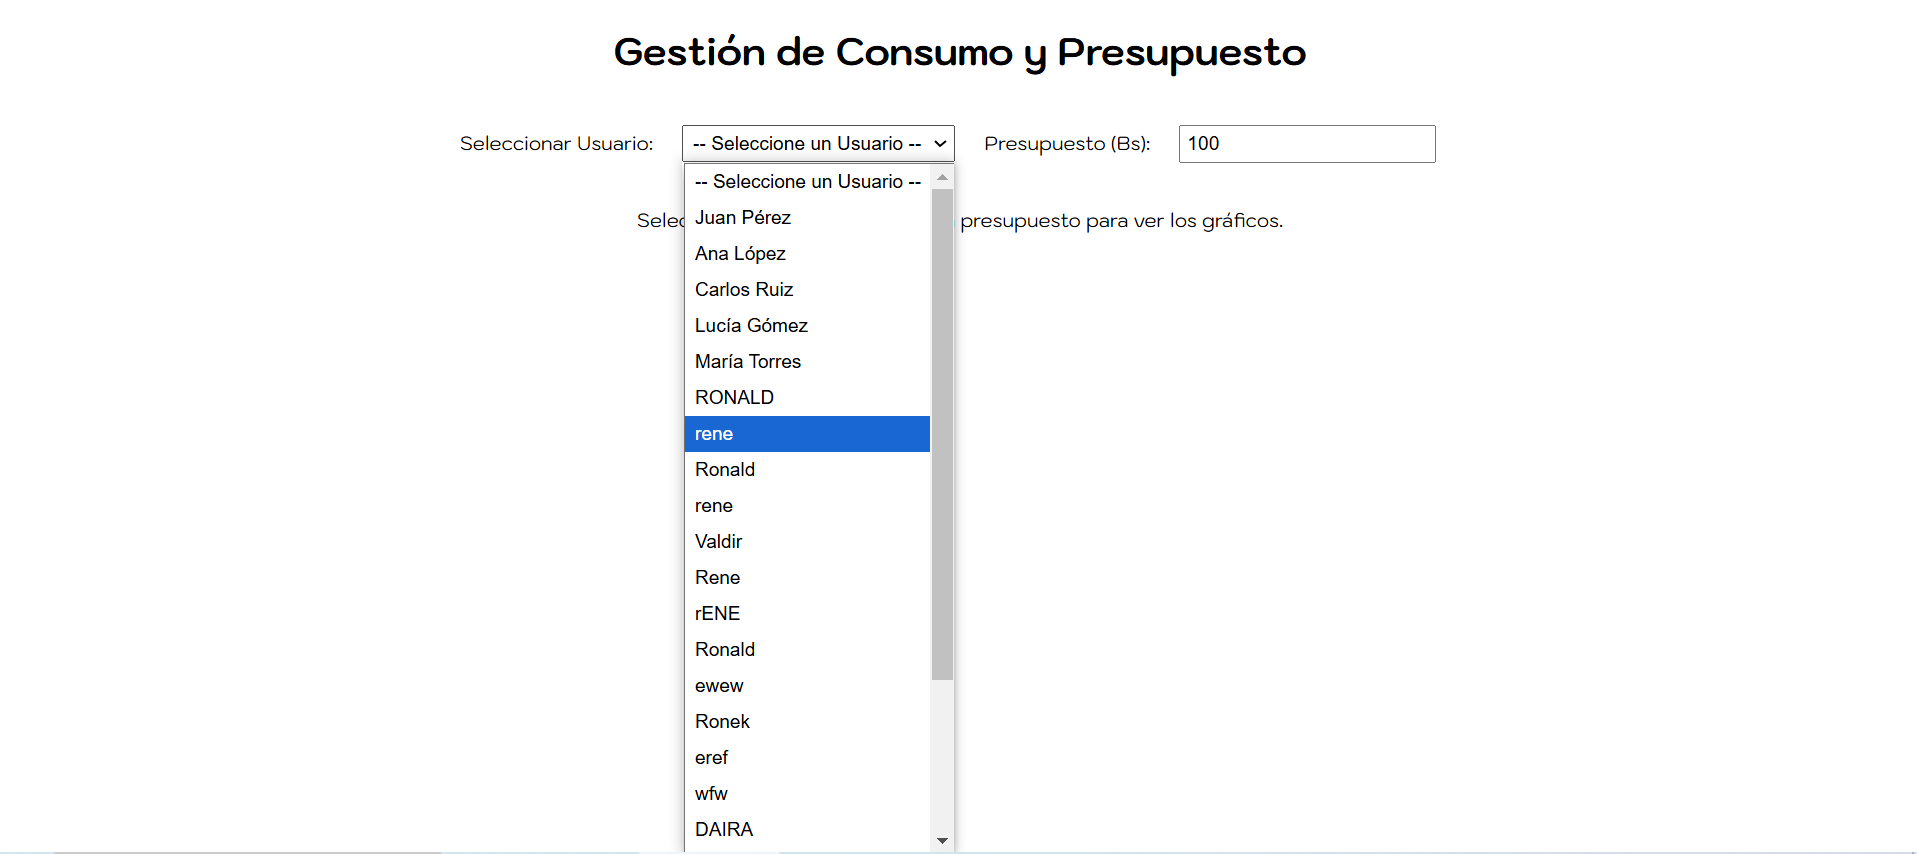 Gestión de Consumo y Presupuesto
Seleccionar Usuario: -- Seleccione un Usuario -- Presupuesto (Bs): 100
-- Seleccione un Usuario --
Juan Pérez
presupuesto para ver los gráficos.
Ana López
Carlos Ruiz
Lucía Gómez
María Torres
RONALD
rene
Ronald
rene
Valdir
Rene
rENE
Ronald
ewew
Ronek
eref
wfw
DAIRA